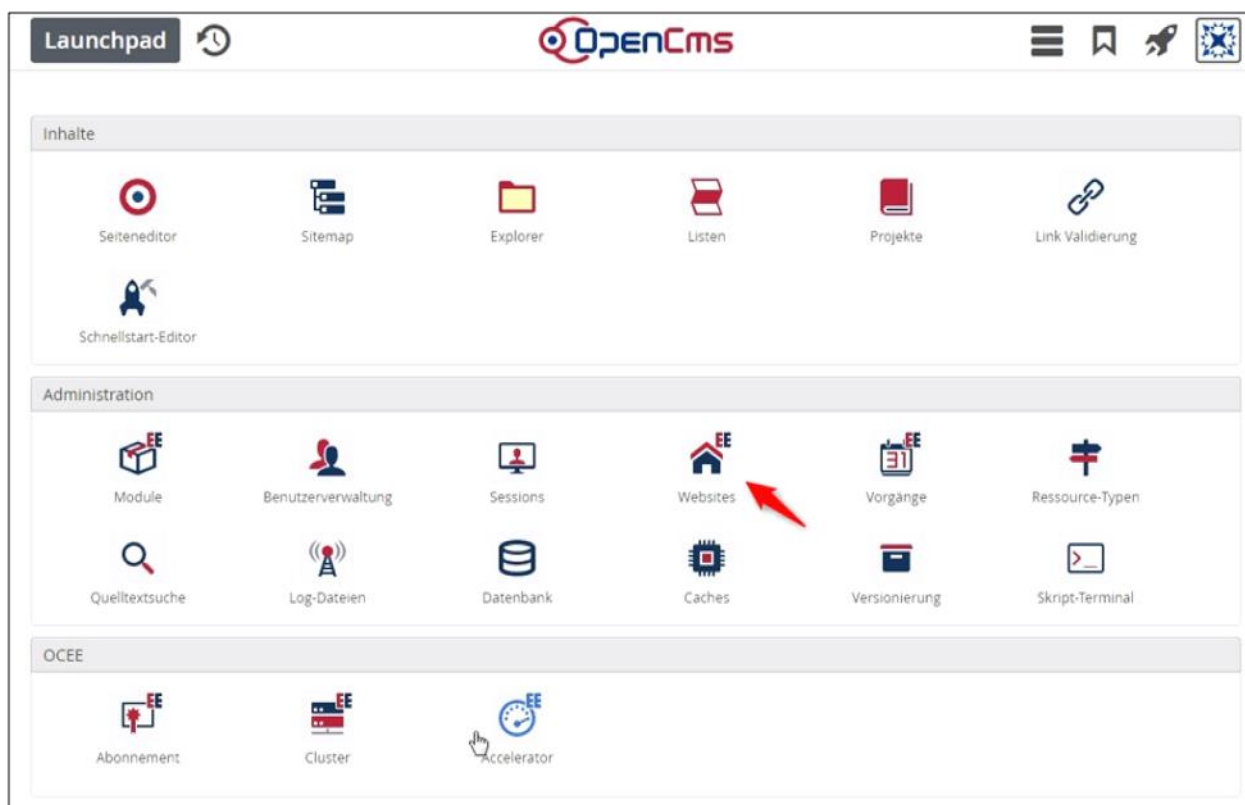 Launchpad
OpenCms
Inhalte
Seiteneditor Sitemap Explorer Listen Projekte Link Validierung
Schnellstart-Editor
Administration
EE EE EE
31
Module Benutzerverwaltung Sessions Websites Vorgänge Ressource-Typen
>_
Quelltextsuche Log-Dateien Datenbank Caches Versionierung Skript-Terminal
OCEE
EE EE EE
Abonnement Cluster Accelerator